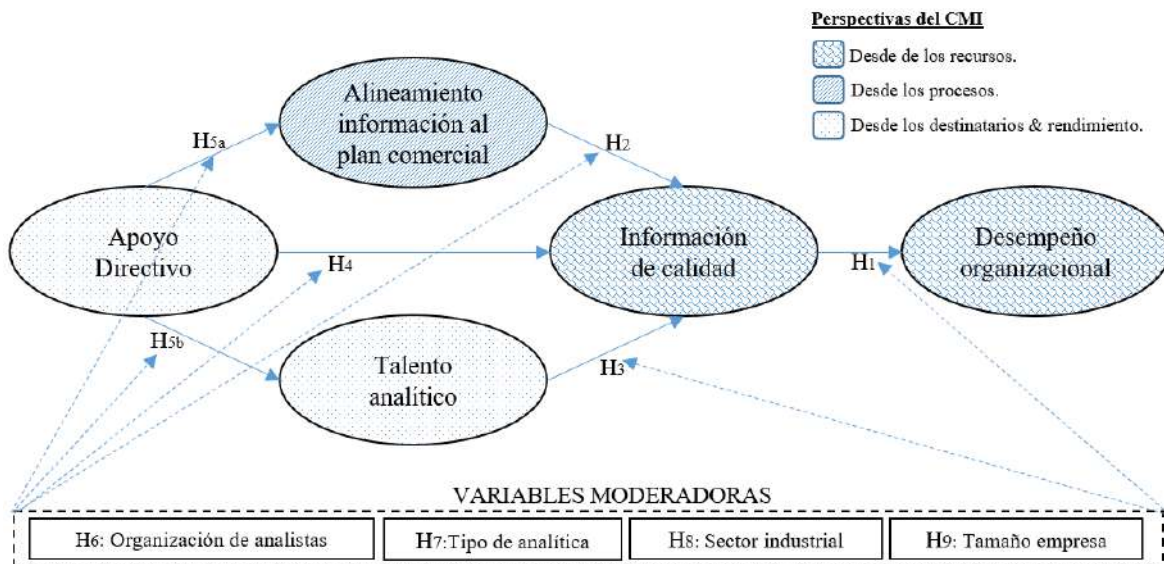 Perspectivas del CMI
Desde de los recursos.
Desde los procesos.
Desde los destinatarios & rendimiento.
Alineamiento
información al
plan comercial
H5a
H2
Apoyo
Directivo
H4
Información
de calidad
H1
Desempeño
organizacional
H5b
Talento
analítico
H3
VARIABLES MODERADORAS
H6: Organización de analistas
H7:Tipo de analítica
H8: Sector industrial
H9: Tamaño empresa